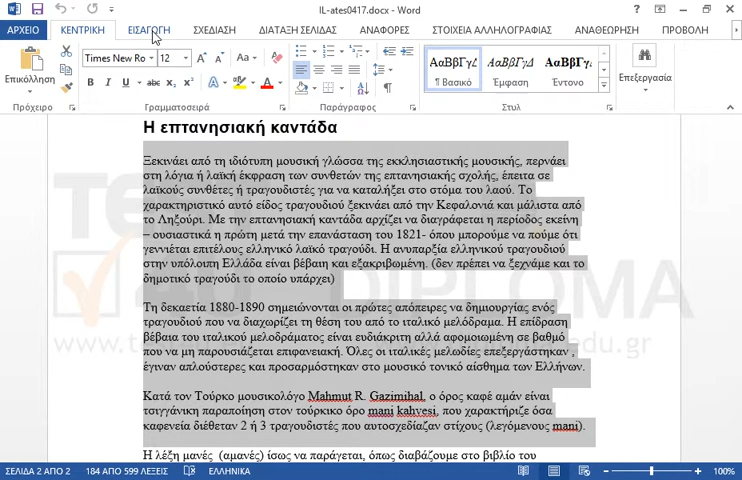 IL-ates0417.docx - Word
ΑΡΧΕΙΟ ΚΕΝΤΡΙΚΗ ΕΙΣΑΓΩΓΗ ΣΧΕΔΙΑΣΗ ΔΙΑΤΑΞΗ ΣΕΛΙΔΑΣ ΑΝΑΦΟΡΕΣ ΣΤΟΙΧΕΙΑ ΑΛΛΗΛΟΓΡΑΦΙΑΣ ΑΝΑΘΕΩΡΗΣΗ ΠΡΟΒΟΛΗ
Επικόλληση
Times New Ro 12
ΑαΒβΓγΔ ΑαΒβΓγΔ ΑαΒβΓγ
¶ Βασικό Έμφαση Έντονο
Επεξεργασία
Πρόχειρο Γραμματοσειρά Παράγραφος Στυλ
Η επτανησιακή καντάδα
Ξεκινάει από τη ιδιότυπη μουσική γλώσσα της εκκλησιαστικής μουσικής, περνάει
στη λόγια ή λαϊκή έκφραση των συνθετών της επτανησιακής σχολής, έπειτα σε
λαϊκούς συνθέτες ή τραγουδιστές για να καταλήξει στο στόμα του λαού. Το
χαρακτηριστικό αυτό είδος τραγουδιού ξεκινάει από την Κεφαλονιά και μάλιστα από
το Ληξούρι. Με την επτανησιακή καντάδα αρχίζει να διαγράφεται η περίοδος εκείνη
– ουσιαστικά η πρώτη μετά την επανάσταση του 1821- όπου μπορούμε να πούμε ότι
γεννιέται επιτέλους ελληνικό λαϊκό τραγούδι. Η ανυπαρξία ελληνικού τραγουδιού
στην υπόλοιπη Ελλάδα είναι βέβαιη και εξακριβωμένη. (δεν πρέπει να ξεχνάμε και το
δημοτικό τραγούδι το οποίο υπάρχει)
Τη δεκαετία 1880-1890 σημειώνονται οι πρώτες απόπειρες να δημιουργίας ενός
τραγουδιού που να διαχωρίζει τη θέση του από το ιταλικό μελόδραμα. Η επίδραση
βέβαια του ιταλικού μελοδράματος είναι ευδιάκριτη αλλά αφομοιωμένη σε βαθμό
που να μη παρουσιάζεται επιφανειακή. Όλες οι ιταλικές μελωδίες επεξεργάστηκαν ,
έγιναν απλούστερες και προσαρμόστηκαν στο μουσικό τονικό αίσθημα των Ελλήνων.
Κατά τον Τούρκο μουσικολόγο Mahmut R. Gazimihal, ο όρος καφέ αμάν είναι
τσιγγάνικη παραποίηση στον τούρκικο όρο mani kahvesi, που χαρακτήριζε όσα
καφενεία διέθεταν 2 ή 3 τραγουδιστές που αυτοσχεδίαζαν στίχους (λεγόμενους mani).
Η λέξη μανές (αμανές) ίσως να παράγεται, όπως διαβάζουμε στο βιβλίο του
ΣΕΛΙΔΑ 2 ΑΠΟ 2 184 ΑΠΟ 599 ΛΕΞΕΙΣ ΕΛΛΗΝΙΚΑ 100%